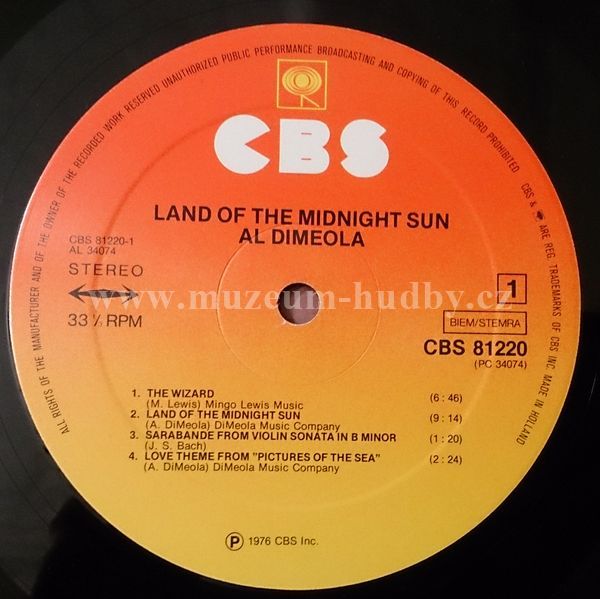 ALL RIGHTS OF THE MANUFACTURER AND OF THE OWNER OF THE RECORDED WORK RESERVED UNAUTHORIZED PUBLIC PERFORMANCE BROADCASTING AND COPYING OF THIS RECORD PROHIBITED. CBS & ARE REG. TRADEMARKS OF CBS INC. MADE IN HOLLAND
CBS
LAND OF THE MIDNIGHT SUN
AL DIMEOLA
CBS 81220-1
AL 34074
STEREO
33⅓ RPM
1
BIEM/STEMRA
CBS 81220
(PC 34074)
www.muzeum-hudby.cz
1. THE WIZARD (6 : 46)
(M. Lewis) Mingo Lewis Music
2. LAND OF THE MIDNIGHT SUN (9 : 14)
(A. DiMeola) DiMeola Music Company
3. SARABANDE FROM VIOLIN SONATA IN B MINOR (1 : 20)
(J. S. Bach)
4. LOVE THEME FROM "PICTURES OF THE SEA" (2 : 24)
(A. DiMeola) DiMeola Music Company
Ⓟ 1976 CBS Inc.